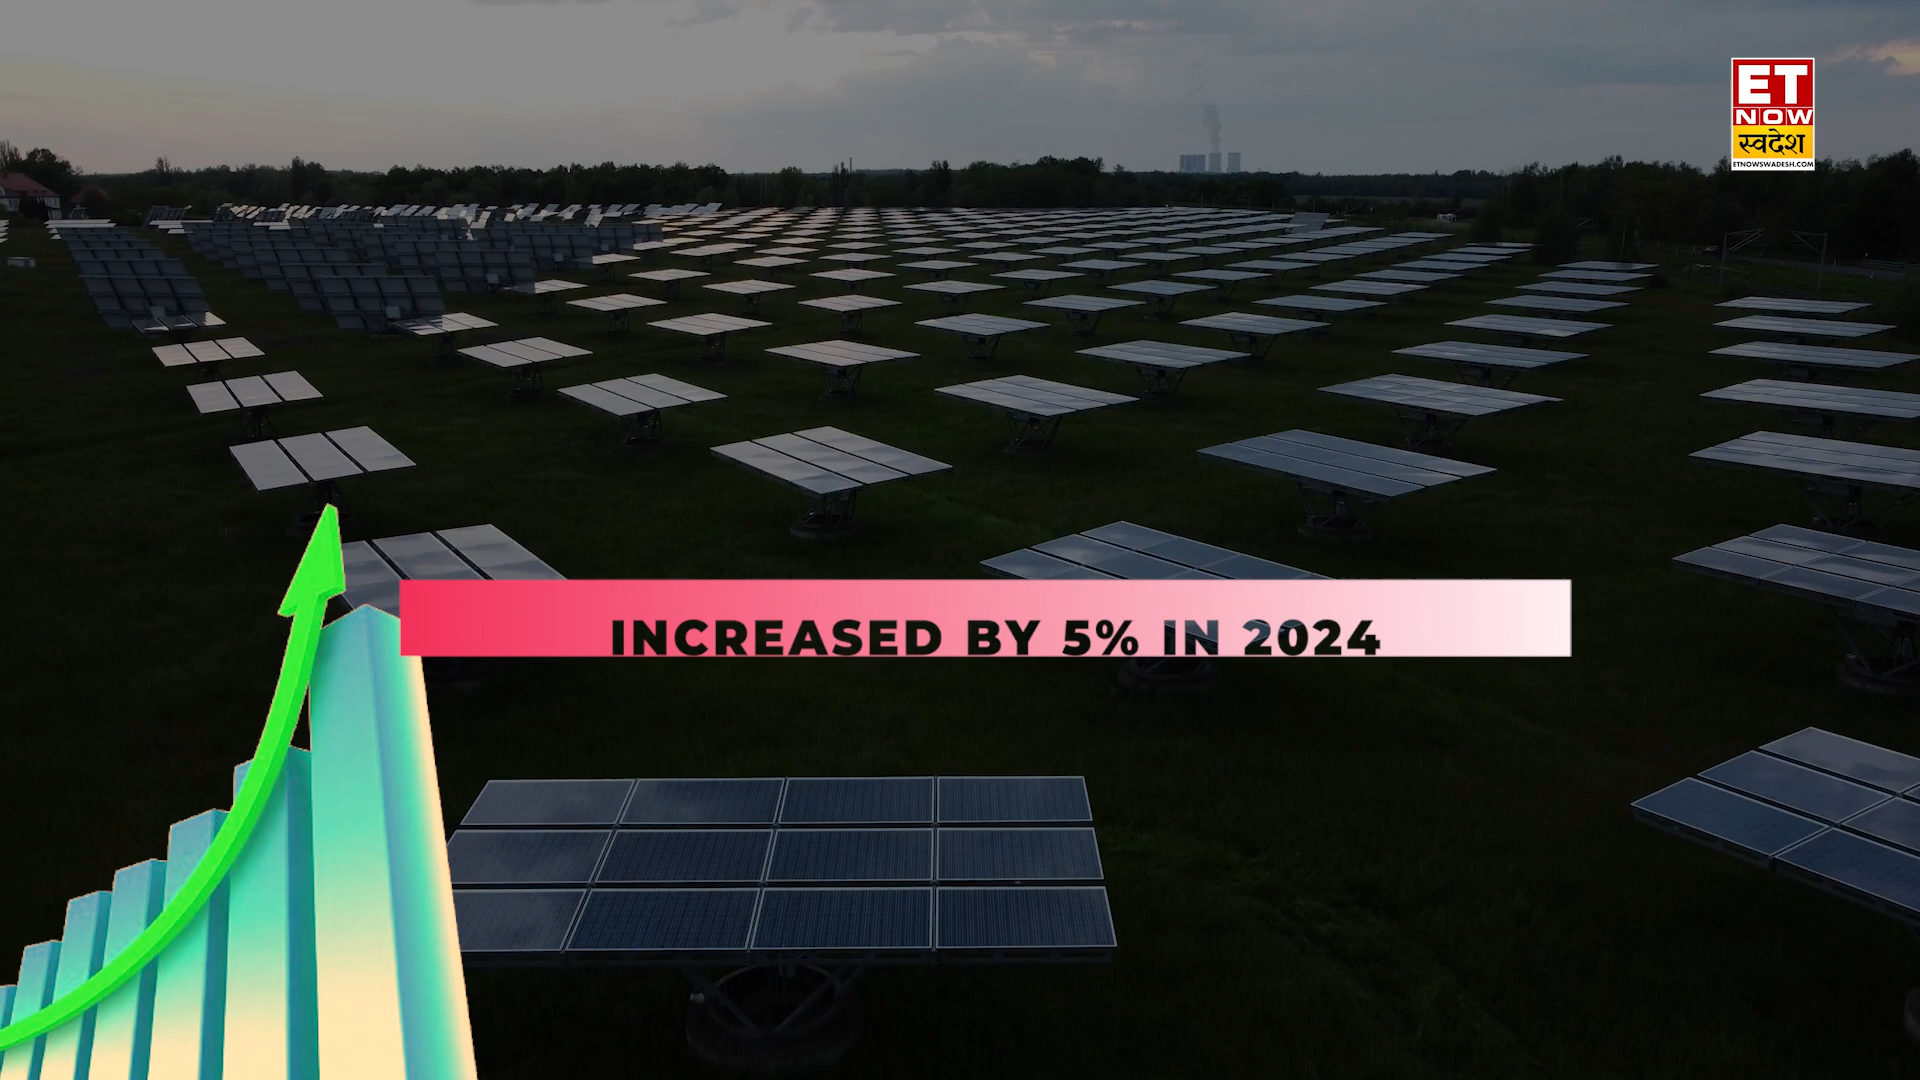 ET
NOW
स्वदेश
ETNOWSWADESH.COM
INCREASED BY 5% IN 2024